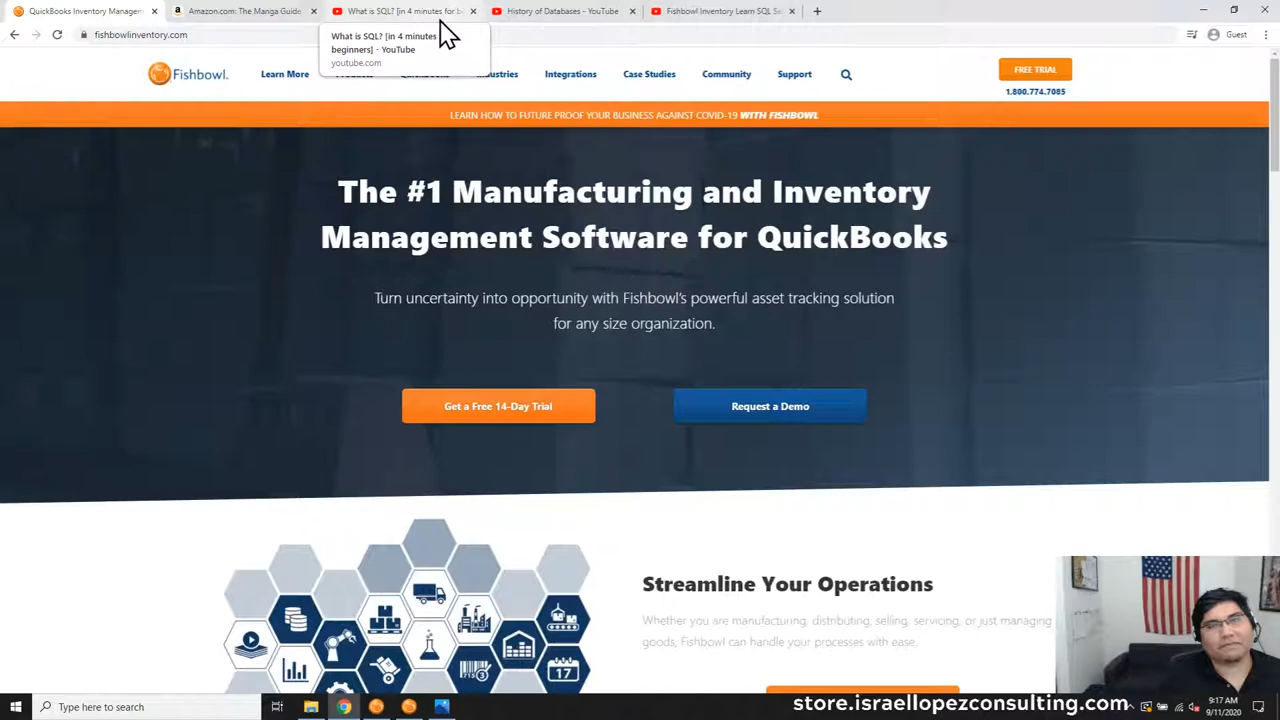 QuickBooks Inventory Managem
Amazon.com: The Manga Guide
What is SQL? [in 4 minutes for b
History of Databases - YouTube
Fishbowl Inventory Learn SQL Se
fishbowlinventory.com
Guest
What is SQL? [in 4 minutes
beginners] - YouTube
youtube.com
Fishbowl.
Learn More
Industries
Integrations
Case Studies
Community
Support
FREE TRIAL
1.800.774.7085
LEARN HOW TO FUTURE PROOF YOUR BUSINESS AGAINST COVID-19 WITH FISHBOWL
The #1 Manufacturing and Inventory
Management Software for QuickBooks
Turn uncertainty into opportunity with Fishbowl's powerful asset tracking solution
for any size organization.
Get a Free 14-Day Trial
Request a Demo
Streamline Your Operations
Whether you are manufacturing, distributing, selling, servicing, or just managing
goods, Fishbowl can handle your processes with ease.
Type here to search
store.israellopezconsulting.com
9:17 AM
9/11/2020